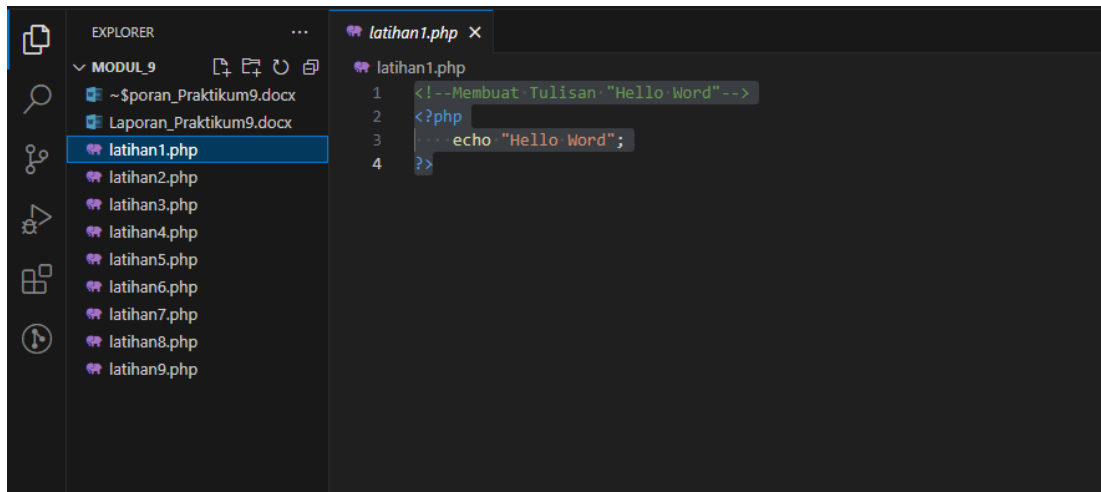 EXPLORER
MODUL_9
~$poran_Praktikum9.docx
Laporan_Praktikum9.docx
latihan1.php
latihan2.php
latihan3.php
latihan4.php
latihan5.php
latihan6.php
latihan7.php
latihan8.php
latihan9.php
latihan1.php
latihan1.php
1 <!--Membuat Tulisan "Hello Word"-->
2 <?php
3 echo "Hello Word";
4 ?>